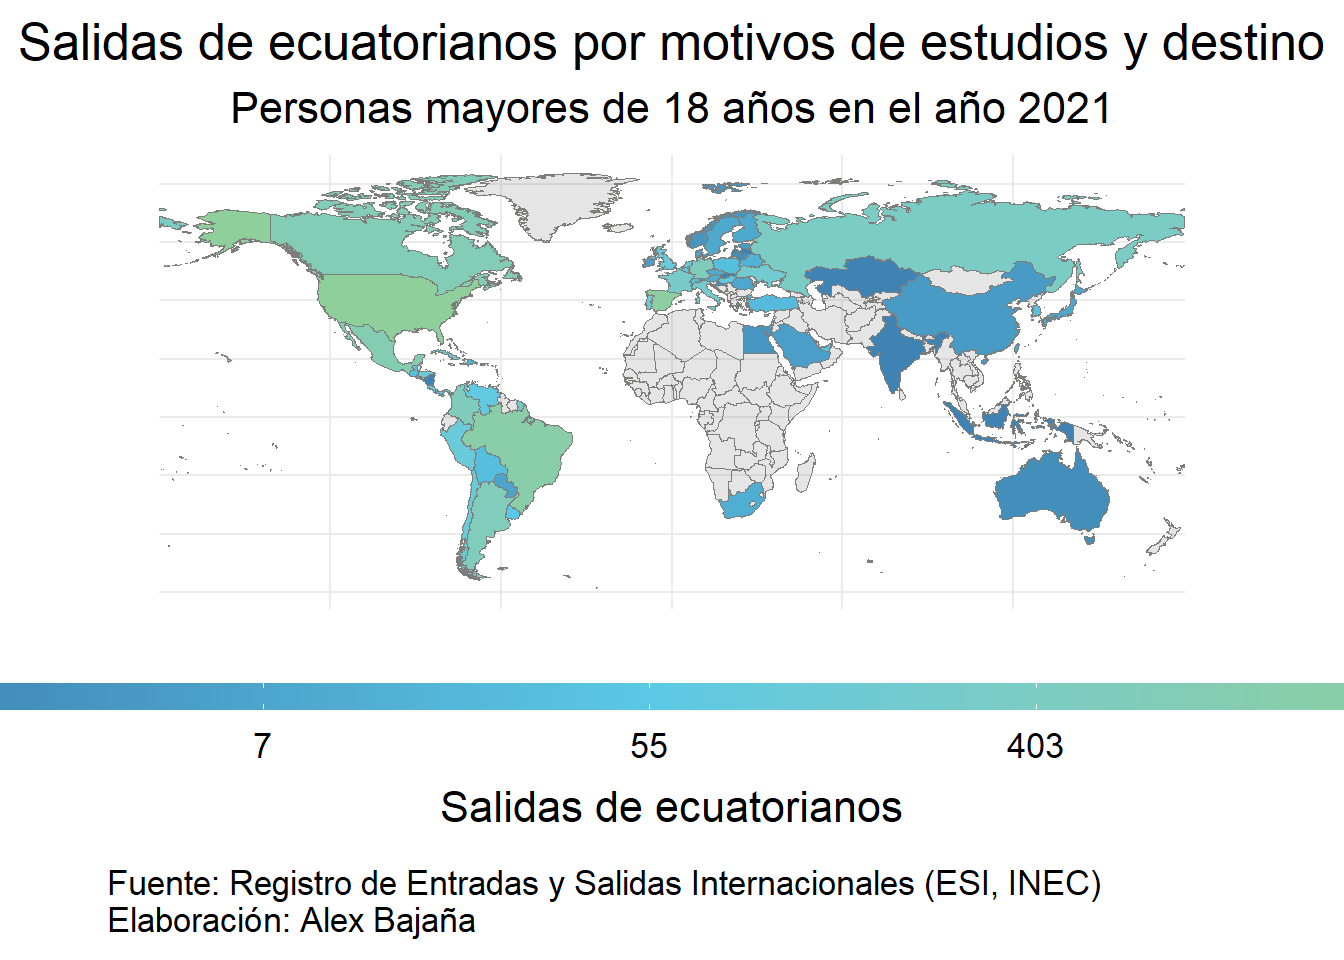 Salidas de ecuatorianos por motivos de estudios y destino
Personas mayores de 18 años en el año 2021
7 55 403
Salidas de ecuatorianos
Fuente: Registro de Entradas y Salidas Internacionales (ESI, INEC)
Elaboración: Alex Bajaña